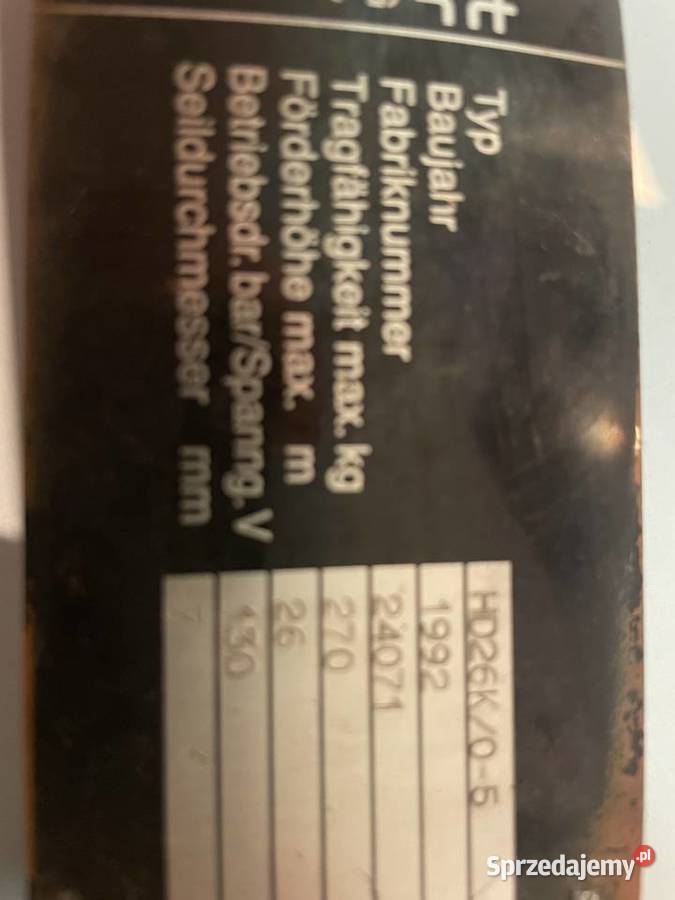 Typ HD26K/0-5
Baujahr 1992
Fabriknummer 24071
Tragfähigkeit max. kg 270
Förderhöhe max. m 26
Betriebsdr. bar/Spanng. V 130
Seildurchmesser mm 7
Sprzedajemy.pl